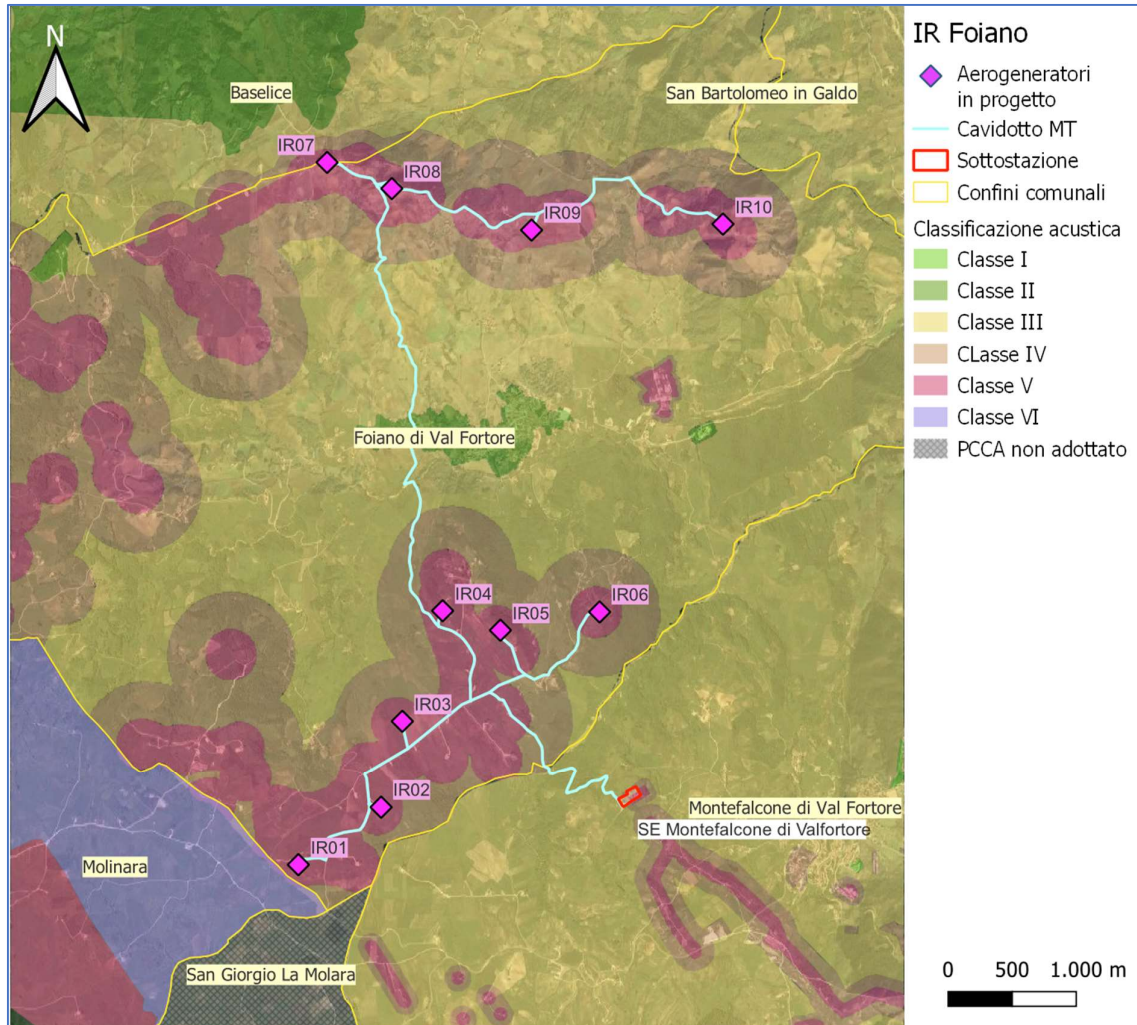 N
Baselice
San Bartolomeo in Galdo
IR07
IR08
IR09
IR10
Foiano di Val Fortore
IR04
IR05
IR06
IR03
IR02
IR01
Montefalcone di Val Fortore
SE Montefalcone di Valfortore
Molinara
San Giorgio La Molara
IR Foiano
Aerogeneratori
in progetto
Cavidotto MT
Sottostazione
Confini comunali
Classificazione acustica
Classe I
Classe II
Classe III
CLasse IV
Classe V
Classe VI
PCCA non adottato
0 500 1.000 m